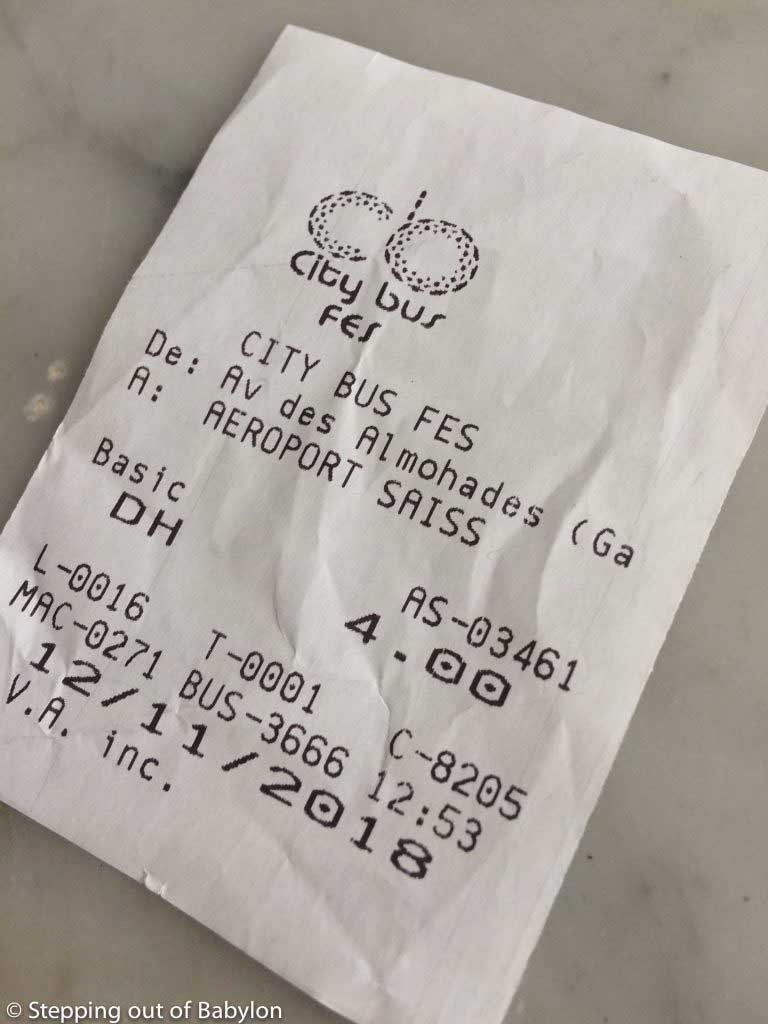 cb
City bus
FES
CITY BUS FES
De: Av des Almohades (Ga
A: AEROPORT SAISS
Basic AS-03461
DH 4.00
L-0016 T-0001 C-8205
MAC-0271 BUS-3666 12:53
12/11/2018
V.A. inc.
© Stepping out of Babylon